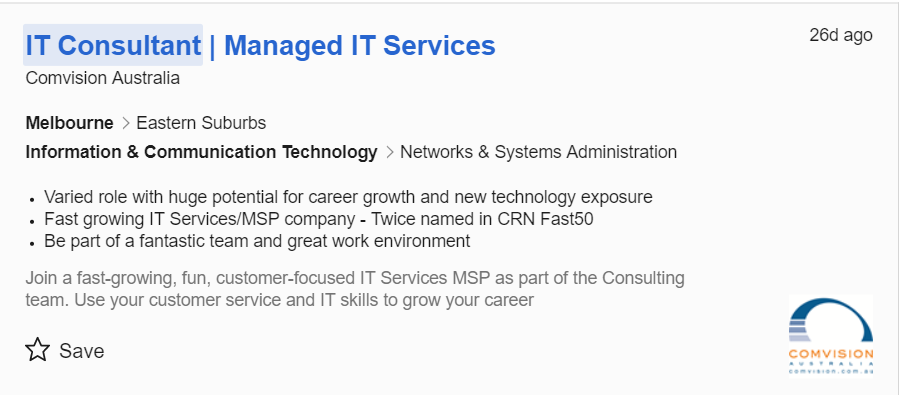 IT Consultant | Managed IT Services
26d ago
Comvision Australia
Melbourne > Eastern Suburbs
Information & Communication Technology > Networks & Systems Administration
• Varied role with huge potential for career growth and new technology exposure
• Fast growing IT Services/MSP company - Twice named in CRN Fast50
• Be part of a fantastic team and great work environment
Join a fast-growing, fun, customer-focused IT Services MSP as part of the Consulting
team. Use your customer service and IT skills to grow your career
Save
COMVISION
AUSTRALIA
comvision.com.au